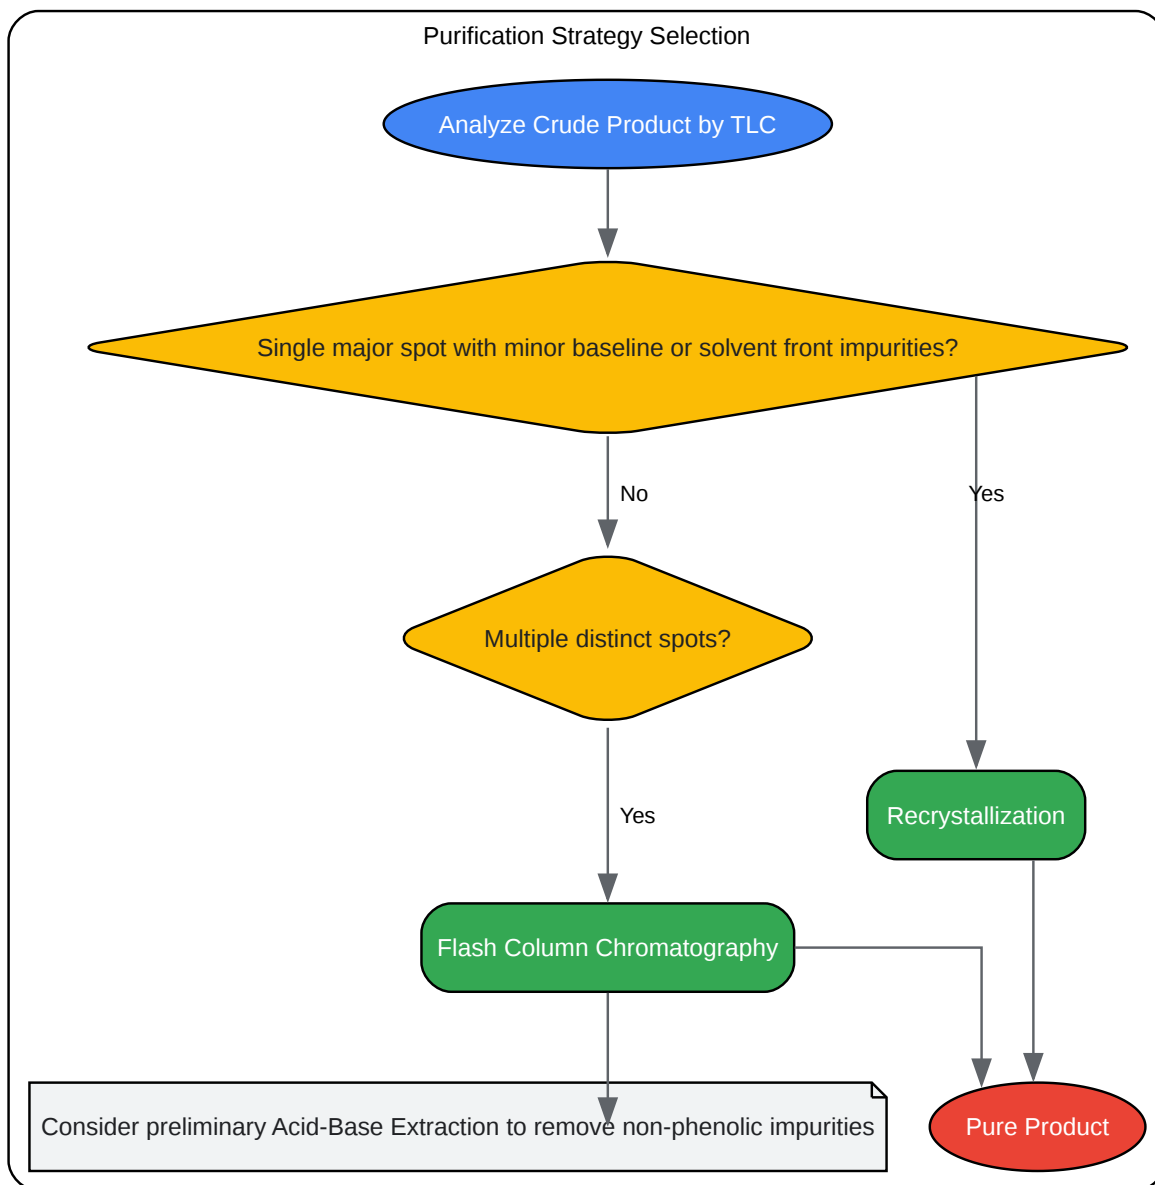 Purification Strategy Selection
Analyze Crude Product by TLC
Single major spot with minor baseline or solvent front impurities?
No
Yes
Multiple distinct spots?
Yes
Recrystallization
Flash Column Chromatography
Consider preliminary Acid-Base Extraction to remove non-phenolic impurities
Pure Product